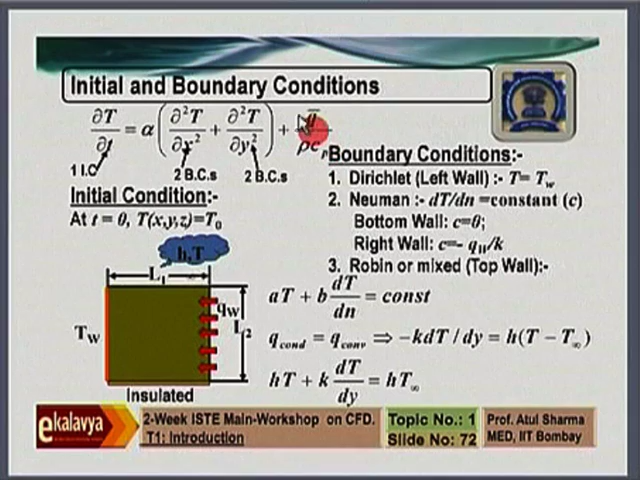 Initial and Boundary Conditions
∂T/∂t = α(∂²T/∂x² + ∂²T/∂y²) + q̅/ρc_p
1 I.C
2 B.C.s
2 B.C.s
Initial Condition:-
At t = 0, T(x,y,z)=T₀
Boundary Conditions:-
1. Dirichlet (Left Wall) :- T= T_w
2. Neuman :- dT/dn =constant (c)
Bottom Wall: c=0;
Right Wall: c=- q_W/k
3. Robin or mixed (Top Wall):-
aT + b dT/dn = const
q_cond = q_conv ⇒ -kdT / dy = h(T - T_∞)
hT + k dT/dy = hT_∞
h,T
L₁
T_W
q_W
L₂
Insulated
ekalavya
2-Week ISTE Main-Workshop on CFD.
T1: Introduction
Topic No.: 1
Slide No: 72
Prof. Atul Sharma
MED, IIT Bombay